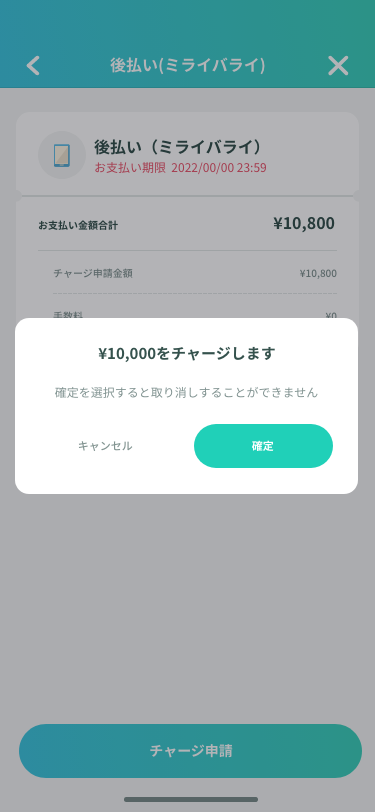 後払い(ミライバライ)
後払い（ミライバライ）
お支払い期限 2022/00/00 23:59
お支払い金額合計 ¥10,800
チャージ申請金額 ¥10,800
手数料 ¥0
¥10,000をチャージします
確定を選択すると取り消しすることができません
キャンセル 確定
チャージ申請